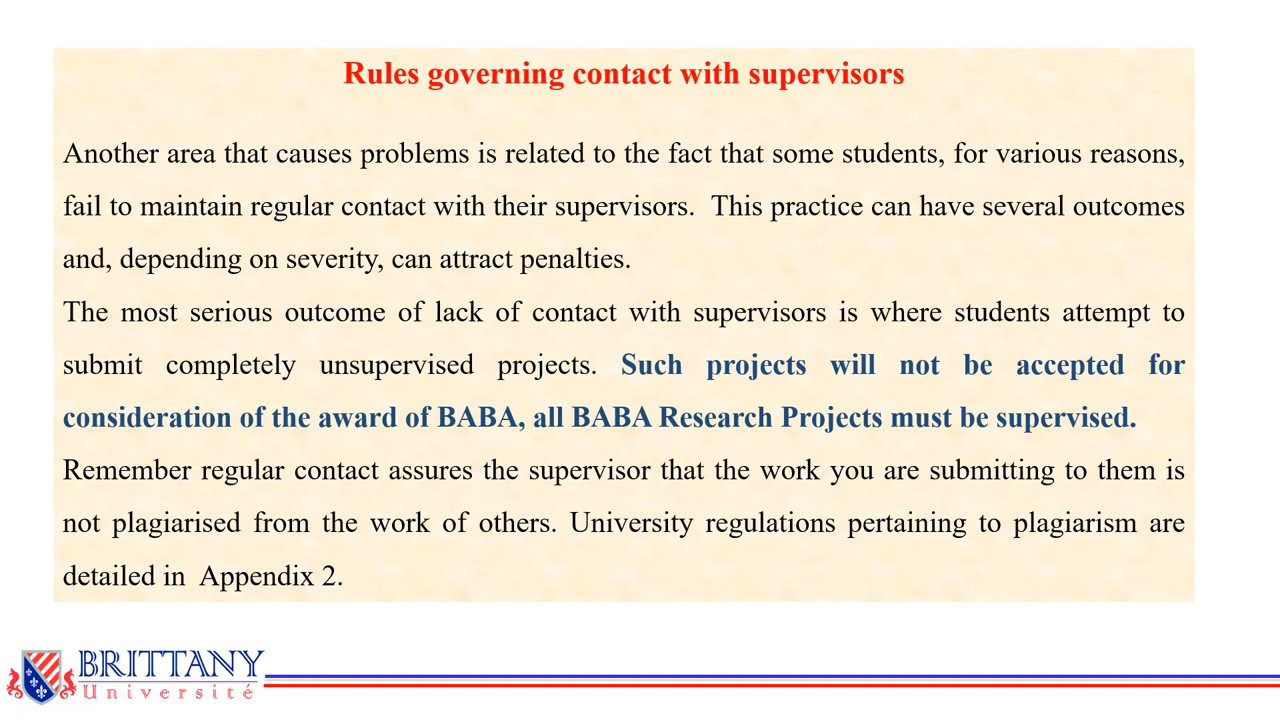 Rules governing contact with supervisors
Another area that causes problems is related to the fact that some students, for various reasons,
fail to maintain regular contact with their supervisors.  This practice can have several outcomes
and, depending on severity, can attract penalties.
The most serious outcome of lack of contact with supervisors is where students attempt to
submit completely unsupervised projects. Such projects will not be accepted for
consideration of the award of BABA, all BABA Research Projects must be supervised.
Remember regular contact assures the supervisor that the work you are submitting to them is
not plagiarised from the work of others. University regulations pertaining to plagiarism are
detailed in  Appendix 2.
BRITTANY
Université